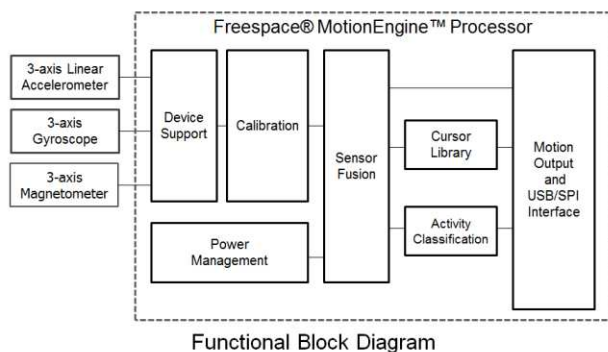 Freespace® MotionEngine™ Processor
3-axis Linear
Accelerometer
3-axis
Gyroscope
3-axis
Magnetometer
Device
Support
Calibration
Power
Management
Sensor
Fusion
Cursor
Library
Activity
Classification
Motion
Output
and
USB/SPI
Interface
Functional Block Diagram